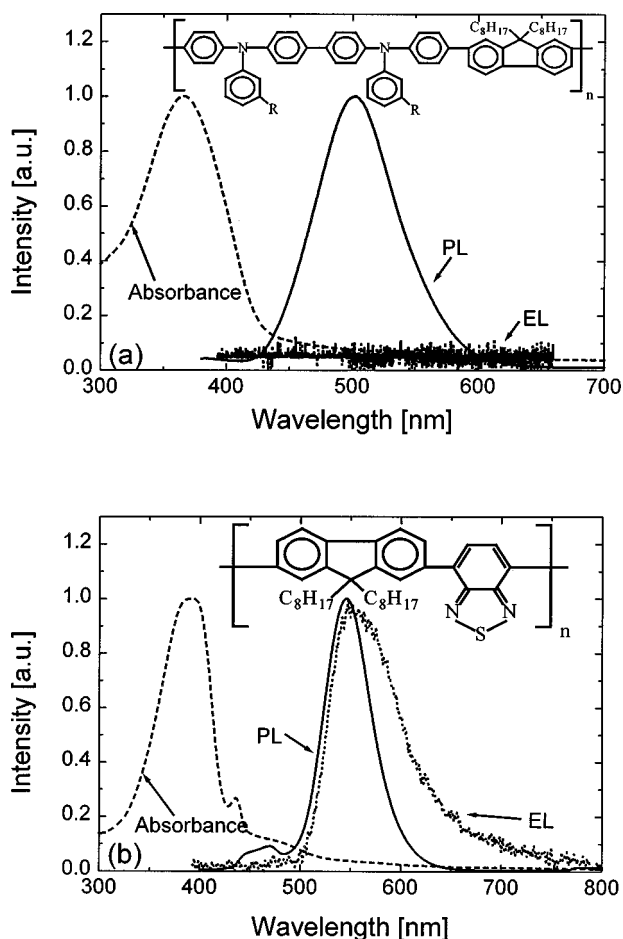 1.2
1.0
0.8
0.6
0.4
0.2
0.0
Intensity [a.u.]
C8H17 C8H17
N
N
R
R
n
PL
Absorbance
EL
(a)
300 400 500 600 700
Wavelength [nm]
1.2
1.0
0.8
0.6
0.4
0.2
0.0
Intensity [a.u.]
C8H17 C8H17
N N
S
n
PL
Absorbance
EL
(b)
300 400 500 600 700 800
Wavelength [nm]